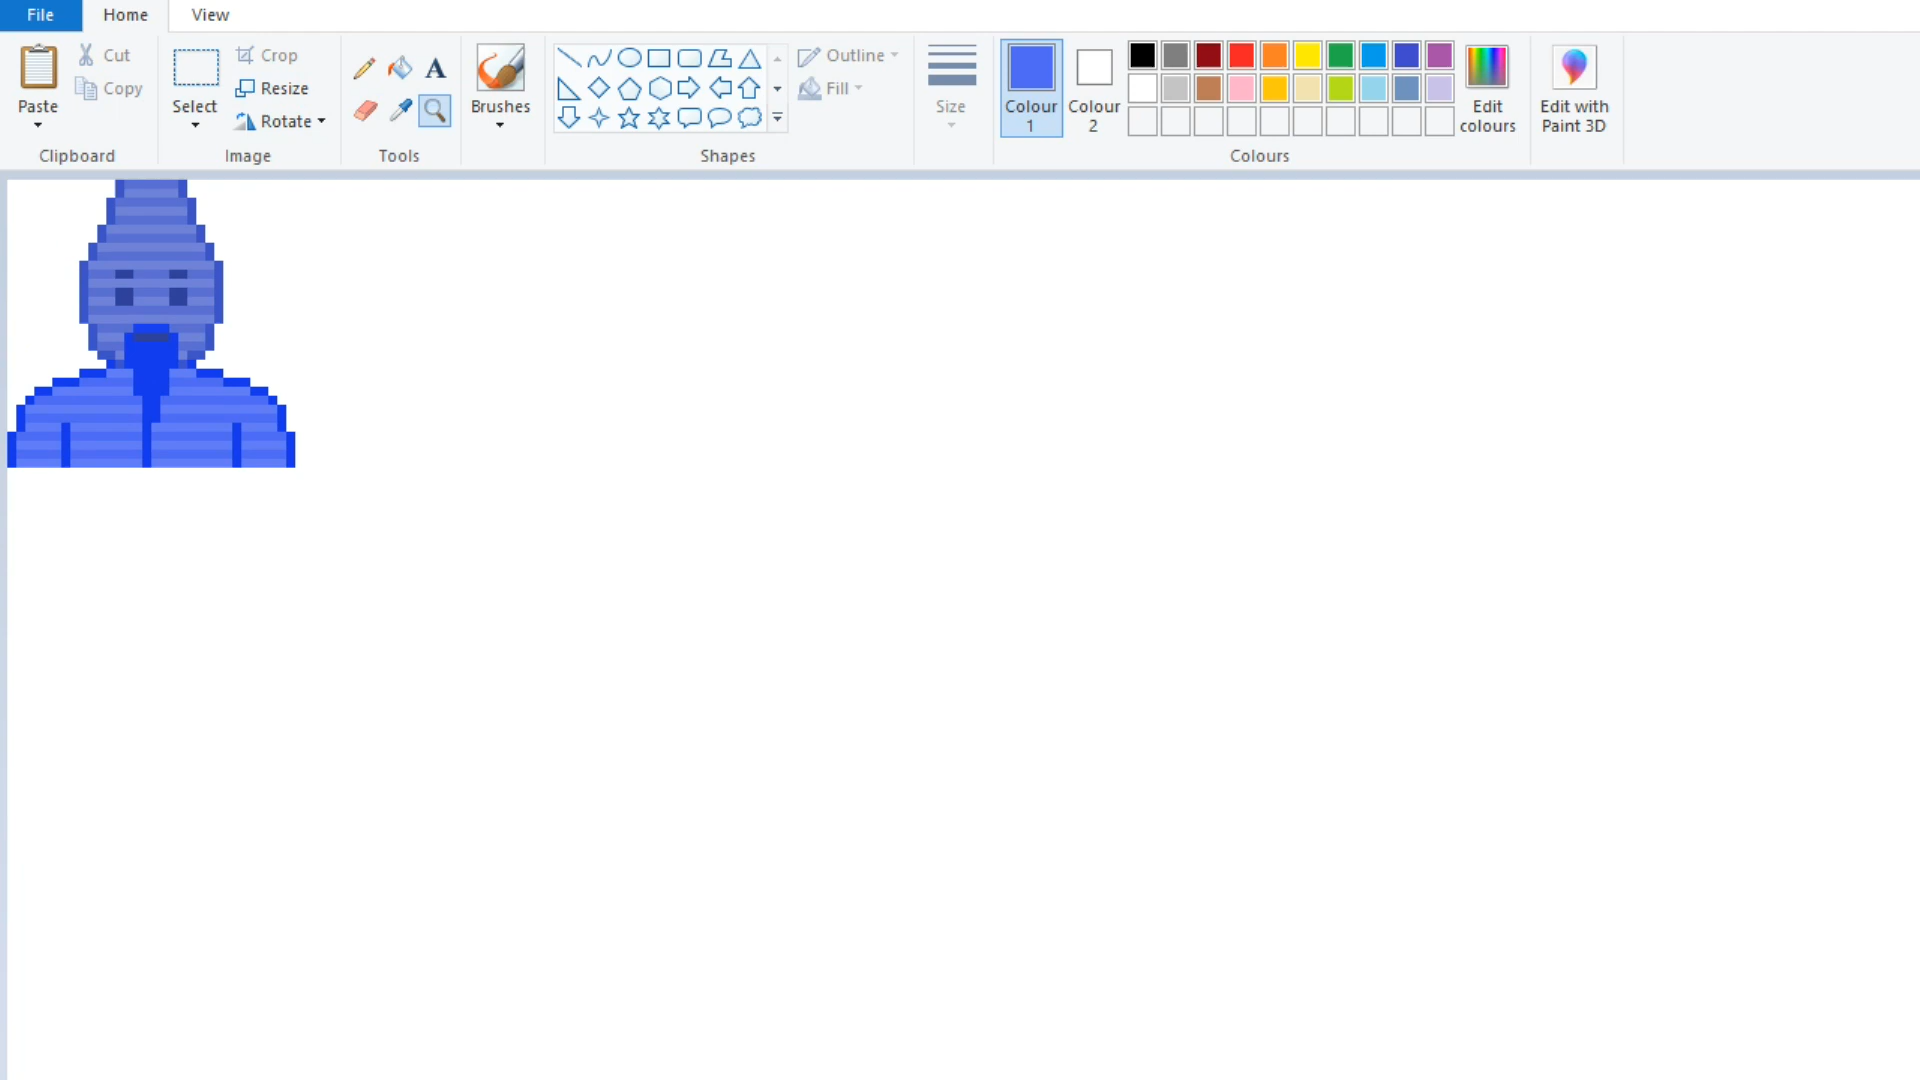 File Home View
Paste
Cut
Copy
Clipboard
Select
Crop
Resize
Rotate
Image
A
Tools
Brushes
Shapes
Outline
Fill
Size
Colour
1
Colour
2
Colours
Edit
colours
Edit with
Paint 3D